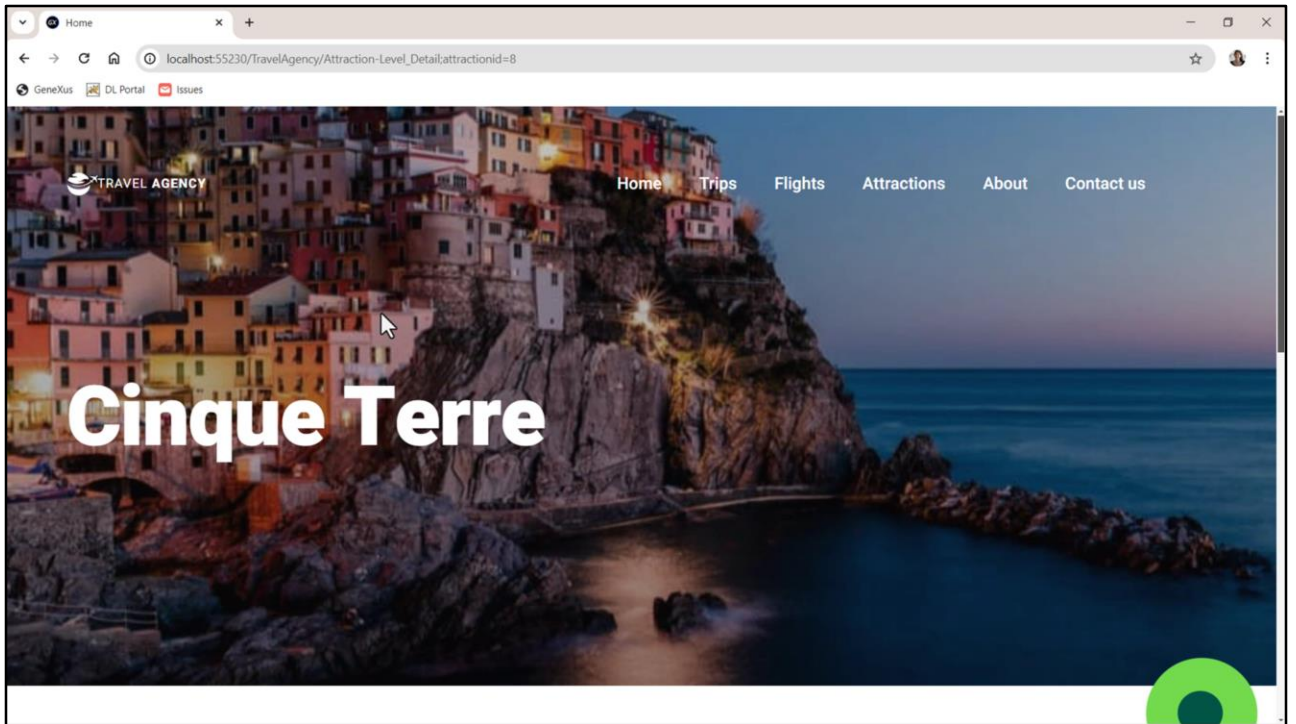 Home
localhost:55230/TravelAgency/Attraction-Level_Detail;attractionid=8
GeneXus DL Portal Issues
TRAVEL AGENCY Home Trips Flights Attractions About Contact us
Cinque Terre